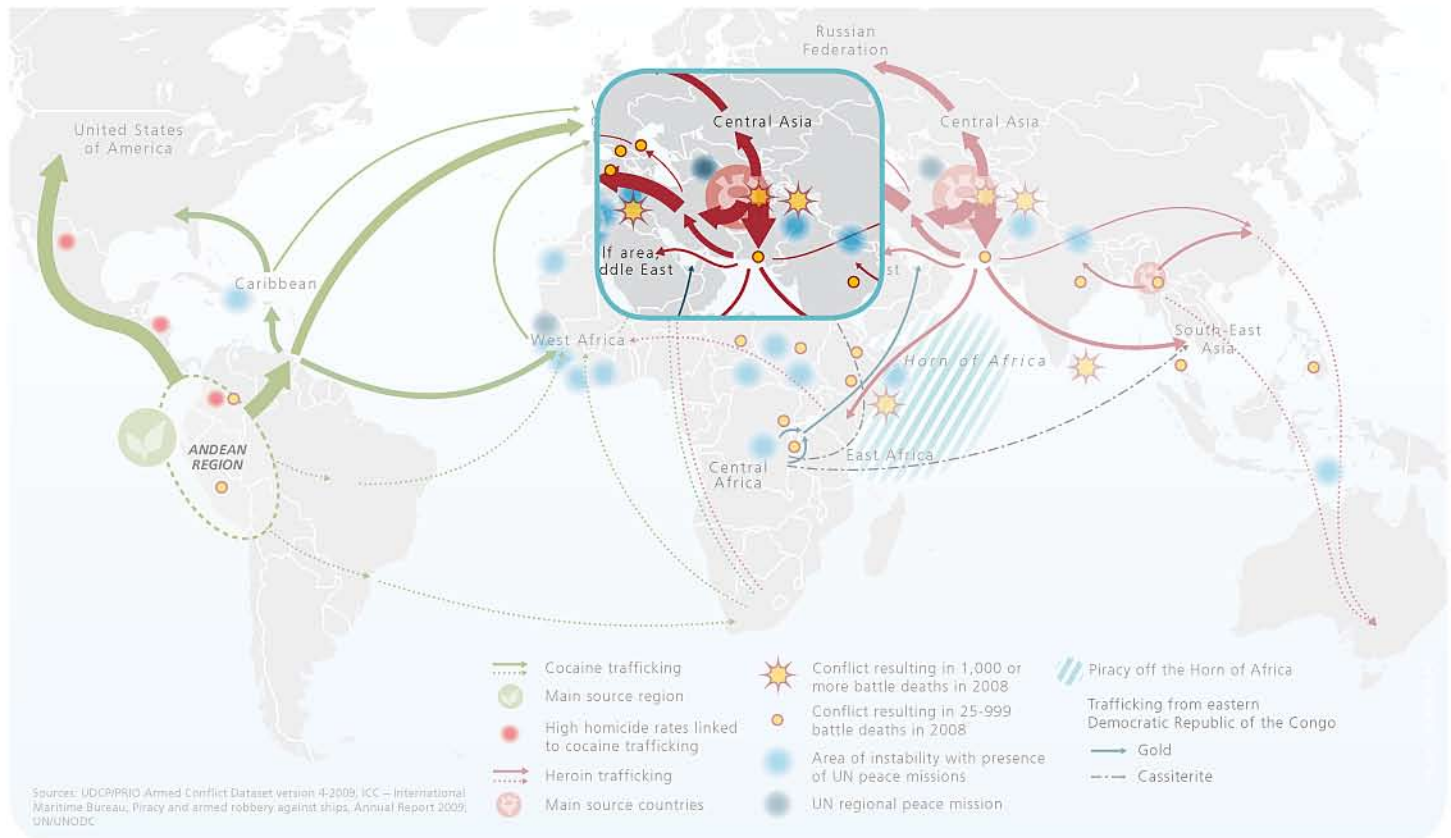 Russian
Federation
United States
of America
Central Asia
Central Asia
lf area,
ddle East
st
Caribbean
West Africa
Horn of Africa
South-East
Asia
ANDEAN
REGION
East Africa
Central
Africa
Cocaine trafficking
Main source region
High homicide rates linked
to cocaine trafficking
Heroin trafficking
Main source countries
Conflict resulting in 1,000 or
more battle deaths in 2008
Conflict resulting in 25-999
battle deaths in 2008
Area of instability with presence
of UN peace missions
UN regional peace mission
Piracy off the Horn of Africa
Trafficking from eastern
Democratic Republic of the Congo
Gold
Cassiterite
Sources: UDCP/PRIO Armed Conflict Dataset version 4-2009, ICC – International
Maritime Bureau, Piracy and armed robbery against ships, Annual Report 2009,
UN/UNODC